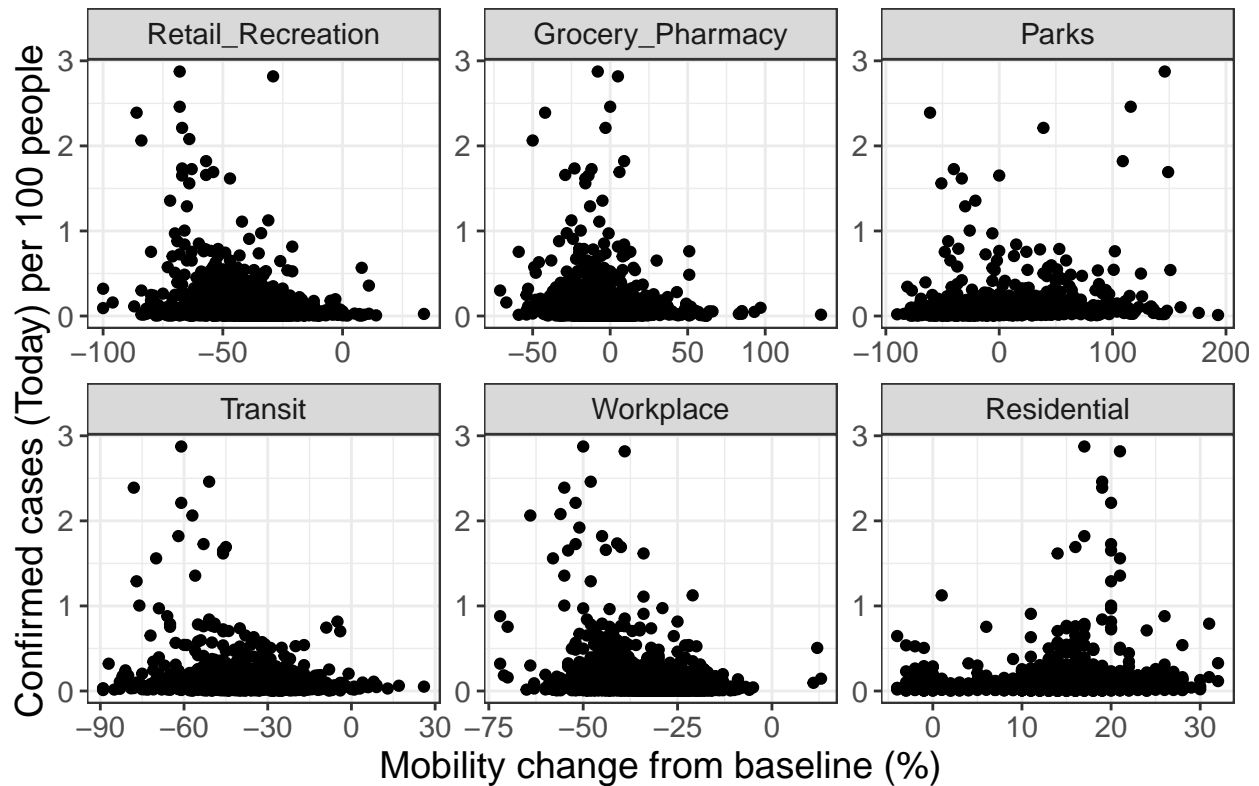 Confirmed cases (Today) per 100 people
Retail_Recreation Grocery_Pharmacy Parks
3
2
1
0
−100 −50 0
3
2
1
0
−50 0 50 100
3
2
1
0
−100 0 100 200
Transit Workplace Residential
3
2
1
0
−90 −60 −30 0 30
3
2
1
0
−75 −50 −25 0
3
2
1
0
0 10 20 30
Mobility change from baseline (%)